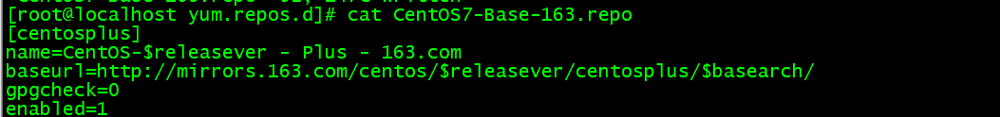 [root@localhost yum.repos.d]# cat CentOS7-Base-163.repo
[centosplus]
name=CentOS-$releasever - Plus - 163.com
baseurl=http://mirrors.163.com/centos/$releasever/centosplus/$basearch/
gpgcheck=0
enabled=1